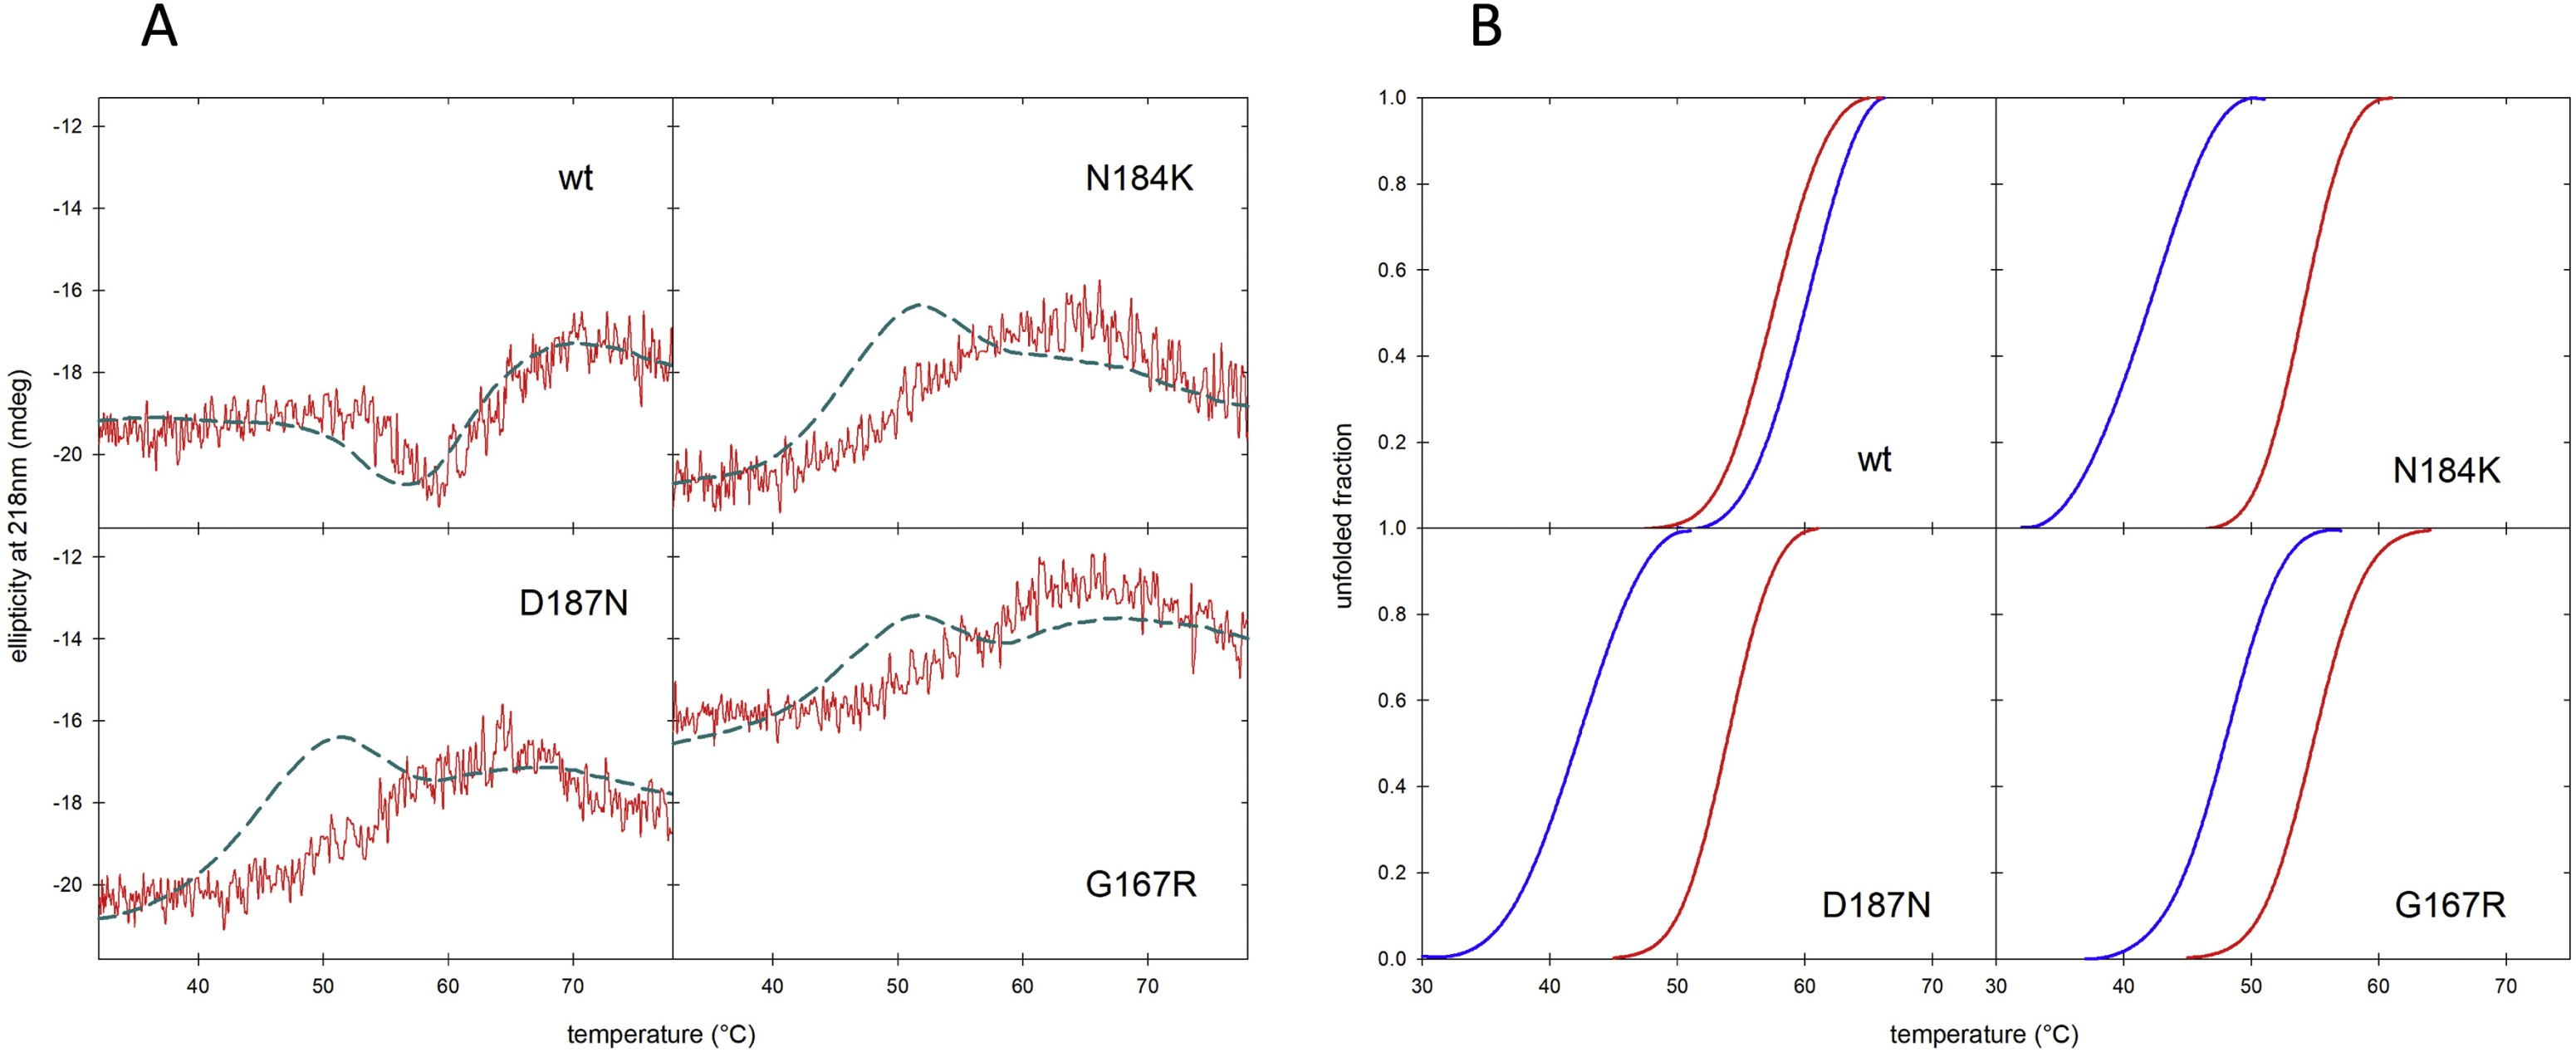 A
B
wt
N184K
D187N
G167R
-12
-14
-16
-18
-20
-12
-14
-16
-18
-20
40
50
60
70
40
50
60
70
ellipticity at 218nm (mdeg)
temperature (°C)
wt
N184K
D187N
G167R
1.0
0.8
0.6
0.4
0.2
1.0
0.8
0.6
0.4
0.2
0.0
30
40
50
60
70
30
40
50
60
70
unfolded fraction
temperature (°C)